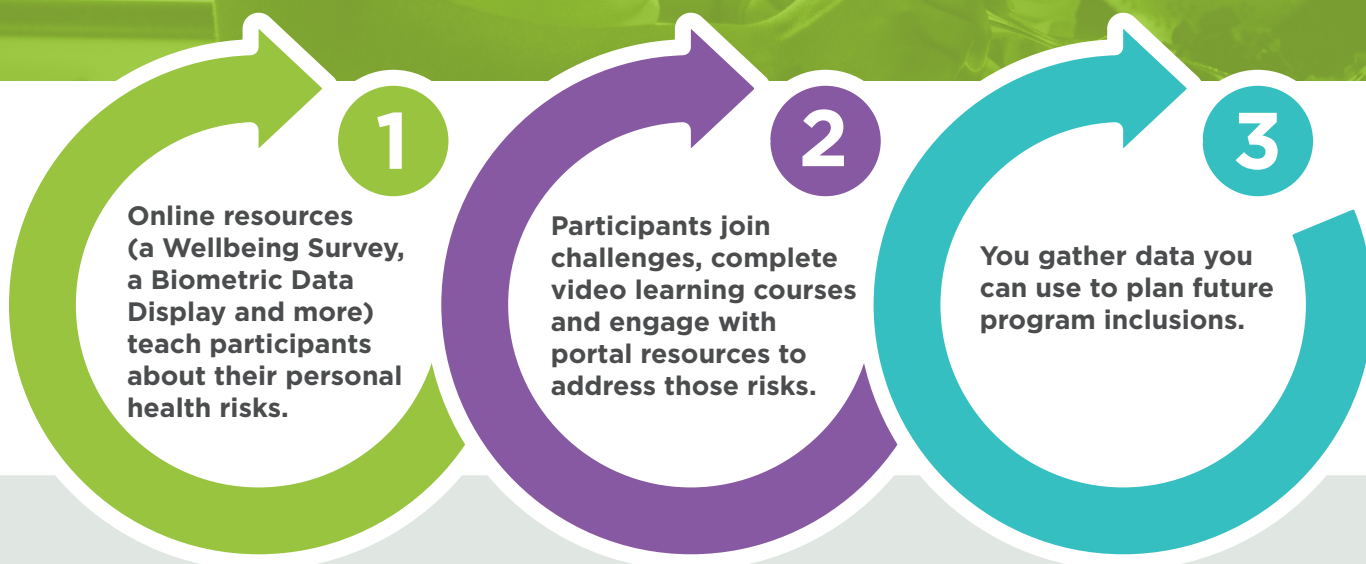 1
Online resources
(a Wellbeing Survey,
a Biometric Data
Display and more)
teach participants
about their personal
health risks.
2
Participants join
challenges, complete
video learning courses
and engage with
portal resources to
address those risks.
3
You gather data you
can use to plan future
program inclusions.